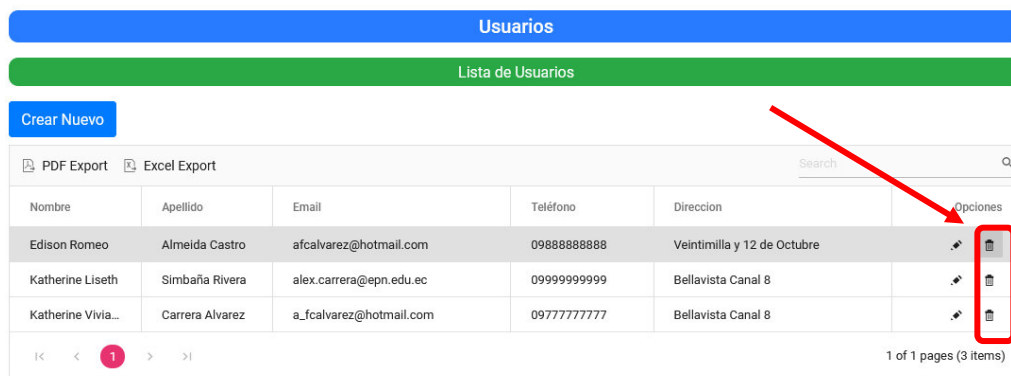 Usuarios
Lista de Usuarios
Crear Nuevo
PDF Export Excel Export Search
Nombre Apellido Email Teléfono Direccion Opciones
Edison Romeo Almeida Castro afcalvarez@hotmail.com 09888888888 Veintimilla y 12 de Octubre
Katherine Liseth Simbaña Rivera alex.carrera@epn.edu.ec 09999999999 Bellavista Canal 8
Katherine Vivia... Carrera Alvarez a_fcalvarez@hotmail.com 09777777777 Bellavista Canal 8
1 1 of 1 pages (3 items)